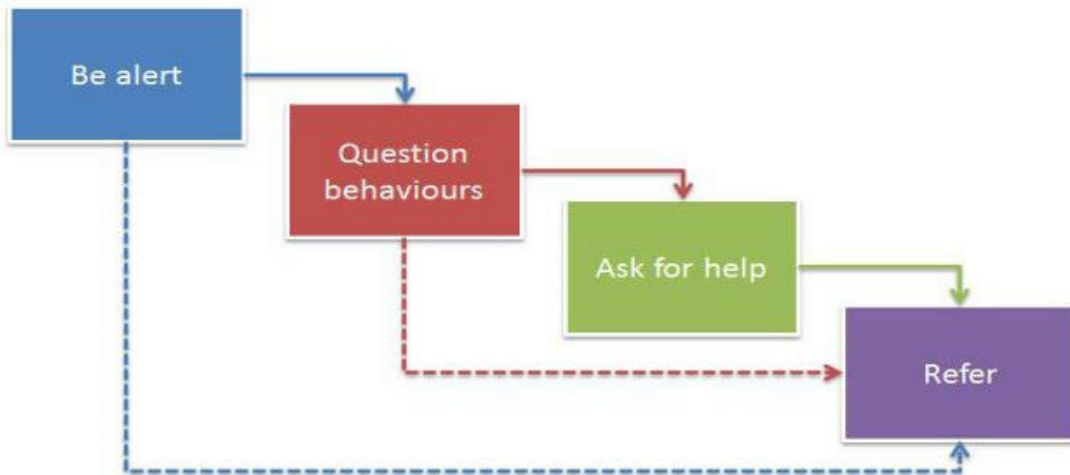 Be alert
Question
behaviours
Ask for help
Refer